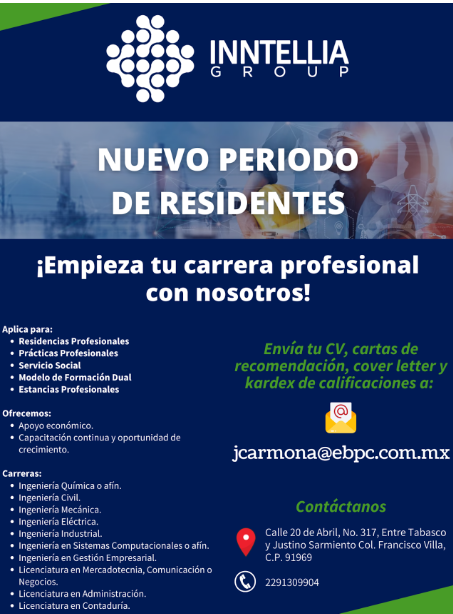 INNTELLIA
GROUP
NUEVO PERIODO
DE RESIDENTES
¡Empieza tu carrera profesional
con nosotros!
Aplica para:
• Residencias Profesionales
• Prácticas Profesionales
• Servicio Social
• Modelo de Formación Dual
• Estancias Profesionales
Ofrecemos:
• Apoyo económico.
• Capacitación continua y oportunidad de
crecimiento.
Carreras:
• Ingeniería Química o afín.
• Ingeniería Civil.
• Ingeniería Mecánica.
• Ingeniería Eléctrica.
• Ingeniería Industrial.
• Ingeniería en Sistemas Computacionales o afín.
• Ingeniería en Gestión Empresarial.
• Licenciatura en Mercadotecnia, Comunicación o
Negocios.
• Licenciatura en Administración.
• Licenciatura en Contaduría.
Envía tu CV, cartas de
recomendación, cover letter y
kardex de calificaciones a:
@
jcarmona@ebpc.com.mx
Contáctanos
Calle 20 de Abril, No. 317, Entre Tabasco
y Justino Sarmiento Col. Francisco Villa,
C.P. 91969
2291309904